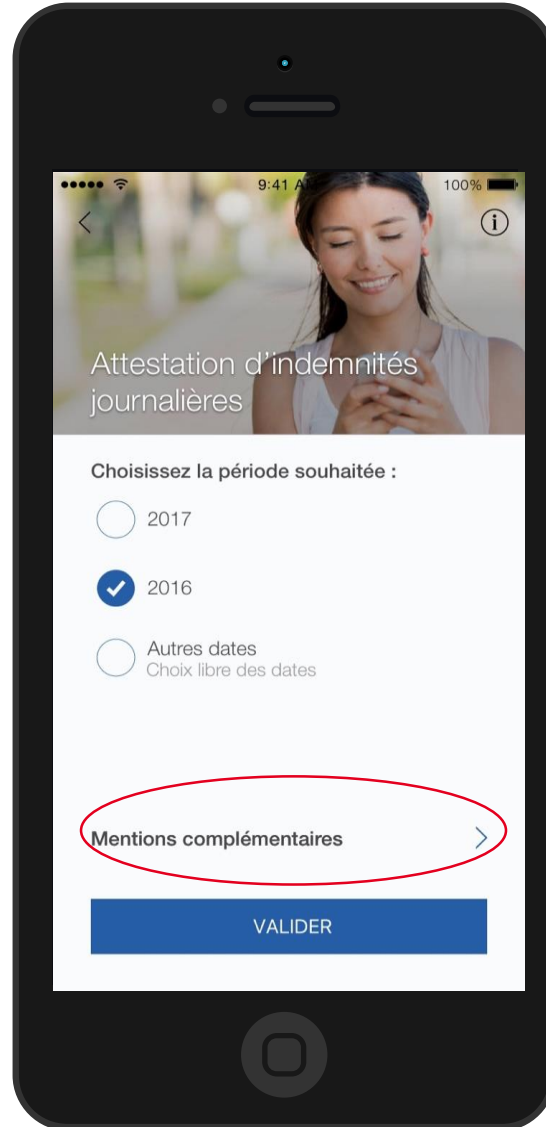 9:41 A
100%
i
Attestation d'indemnités
journalières
Choisissez la période souhaitée :
2017
2016
Autres dates
Choix libre des dates
Mentions complémentaires
VALIDER